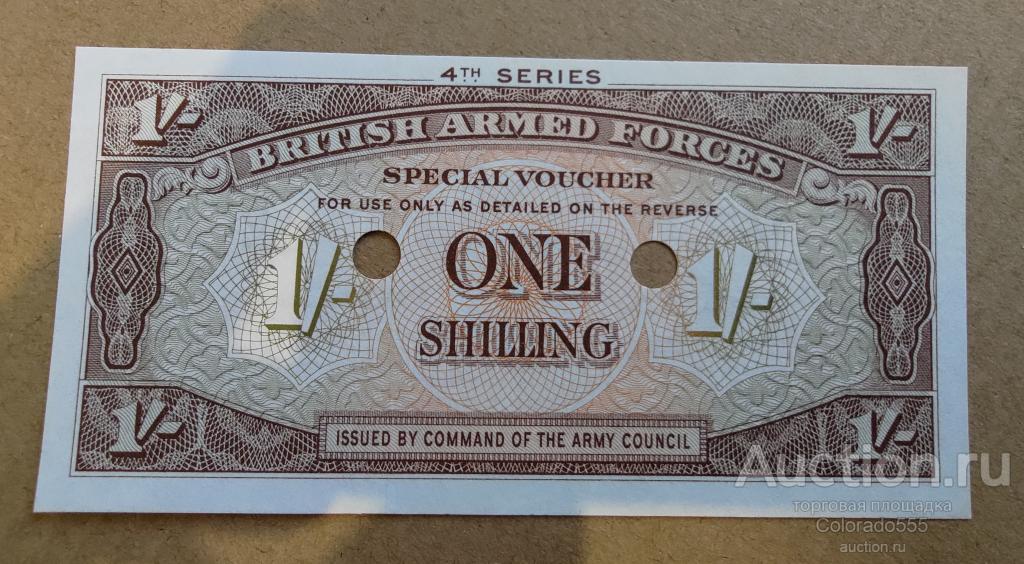 4TH SERIES
1/- 1/-
BRITISH ARMED FORCES
SPECIAL VOUCHER
FOR USE ONLY AS DETAILED ON THE REVERSE
1/- ONE 1/-
SHILLING
1/- 1/-
ISSUED BY COMMAND OF THE ARMY COUNCIL
Auction.ru
торговая площадка
Colorado555
auction.ru